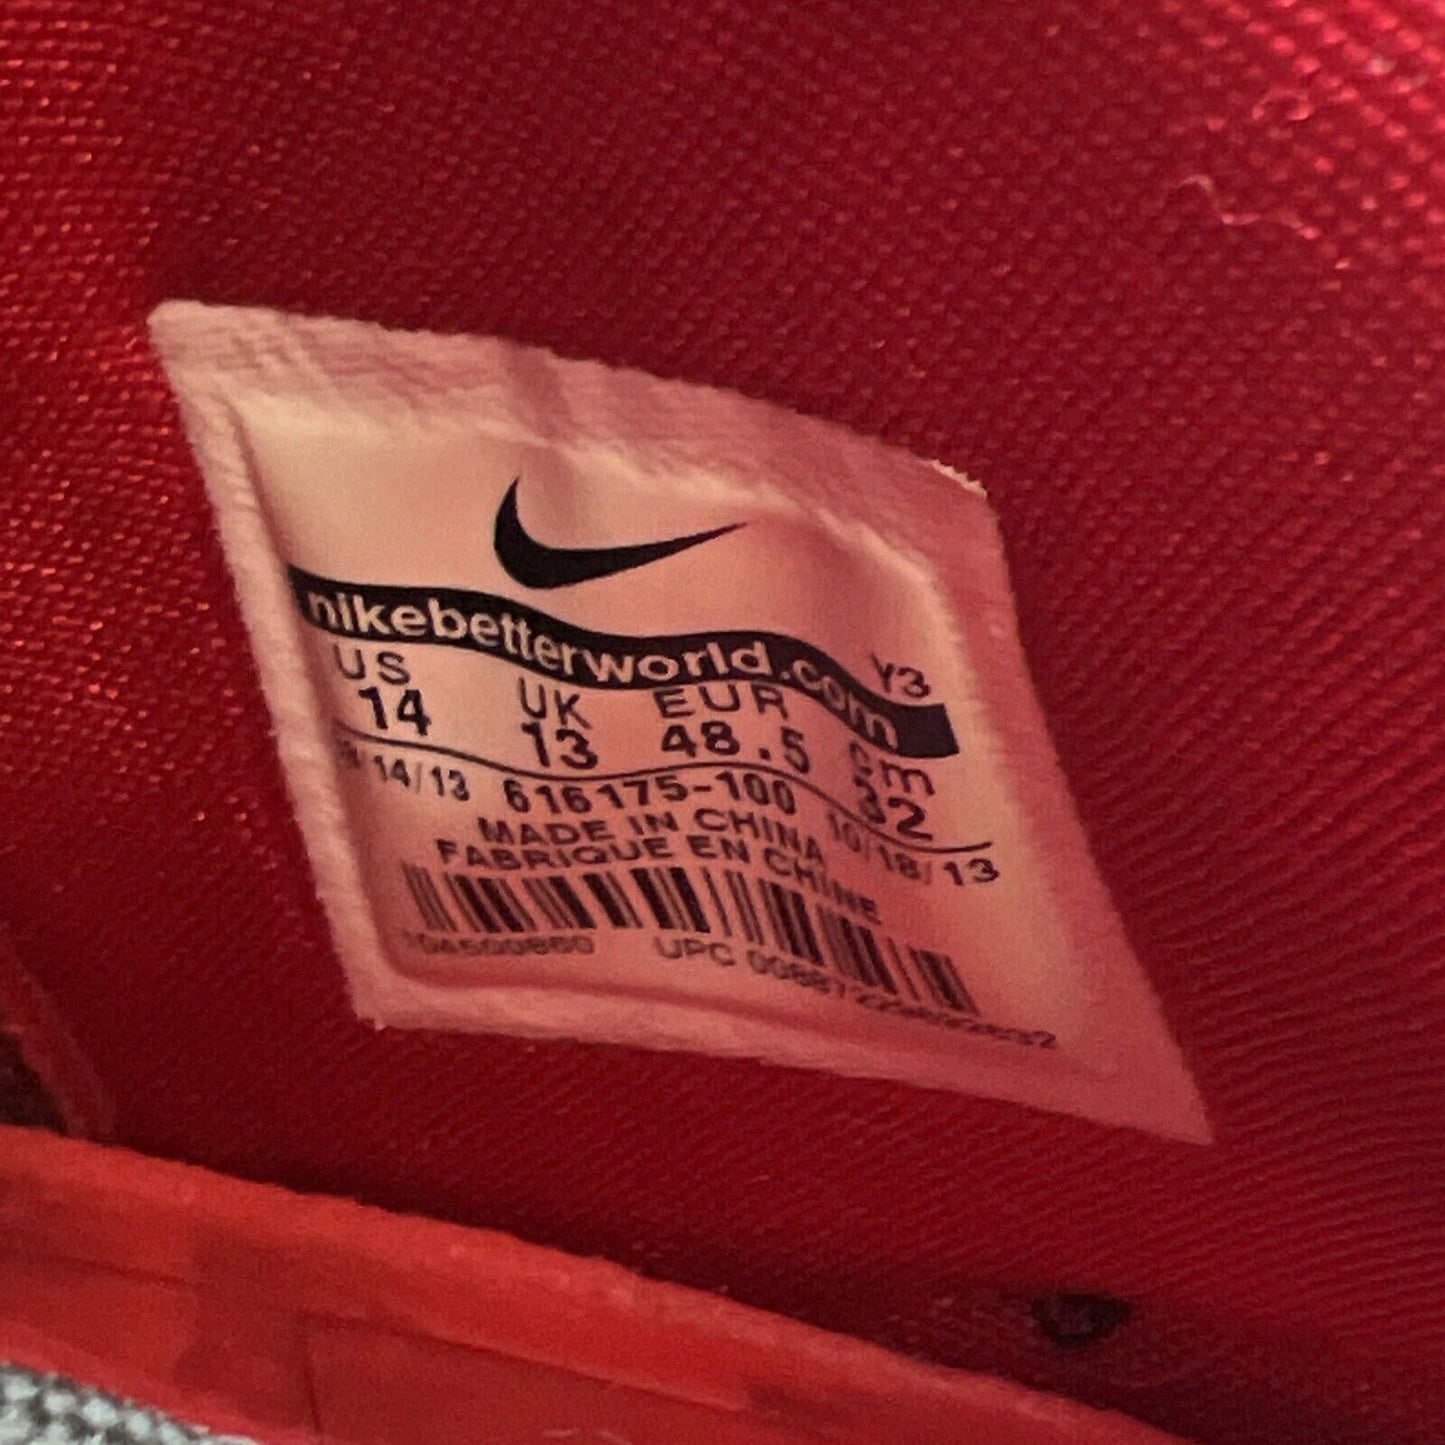 nikebetterworld.com
Y3
US UK EUR cm
14 13 48.5 32
14/13 616175-100 10/18/13
MADE IN CHINA
FABRIQUE EN CHINE
UPC